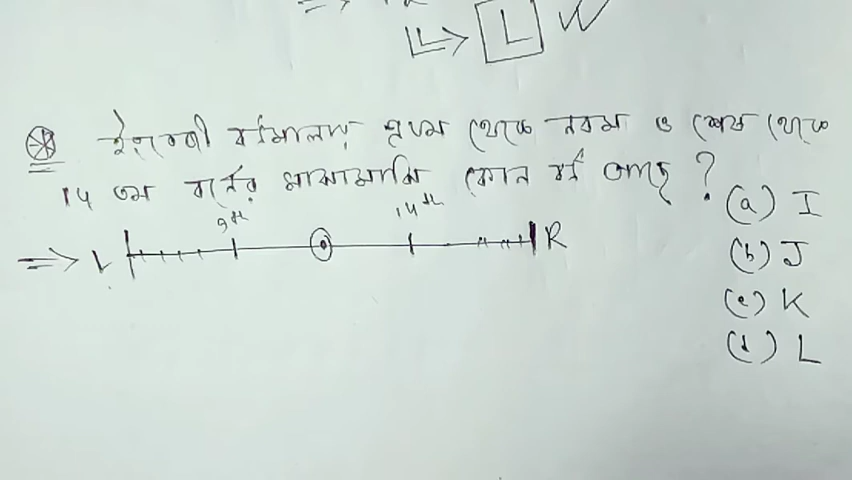 ⇒ L W
ইংরেজী বর্ণমালায় প্রথম থেকে নবম ও শেষ থেকে
14 তম বর্ণের মাঝামাঝি কোন বর্ণ আছে ?
(a) I
9th 14th
⇒ L R
(b) J
(c) K
(d) L